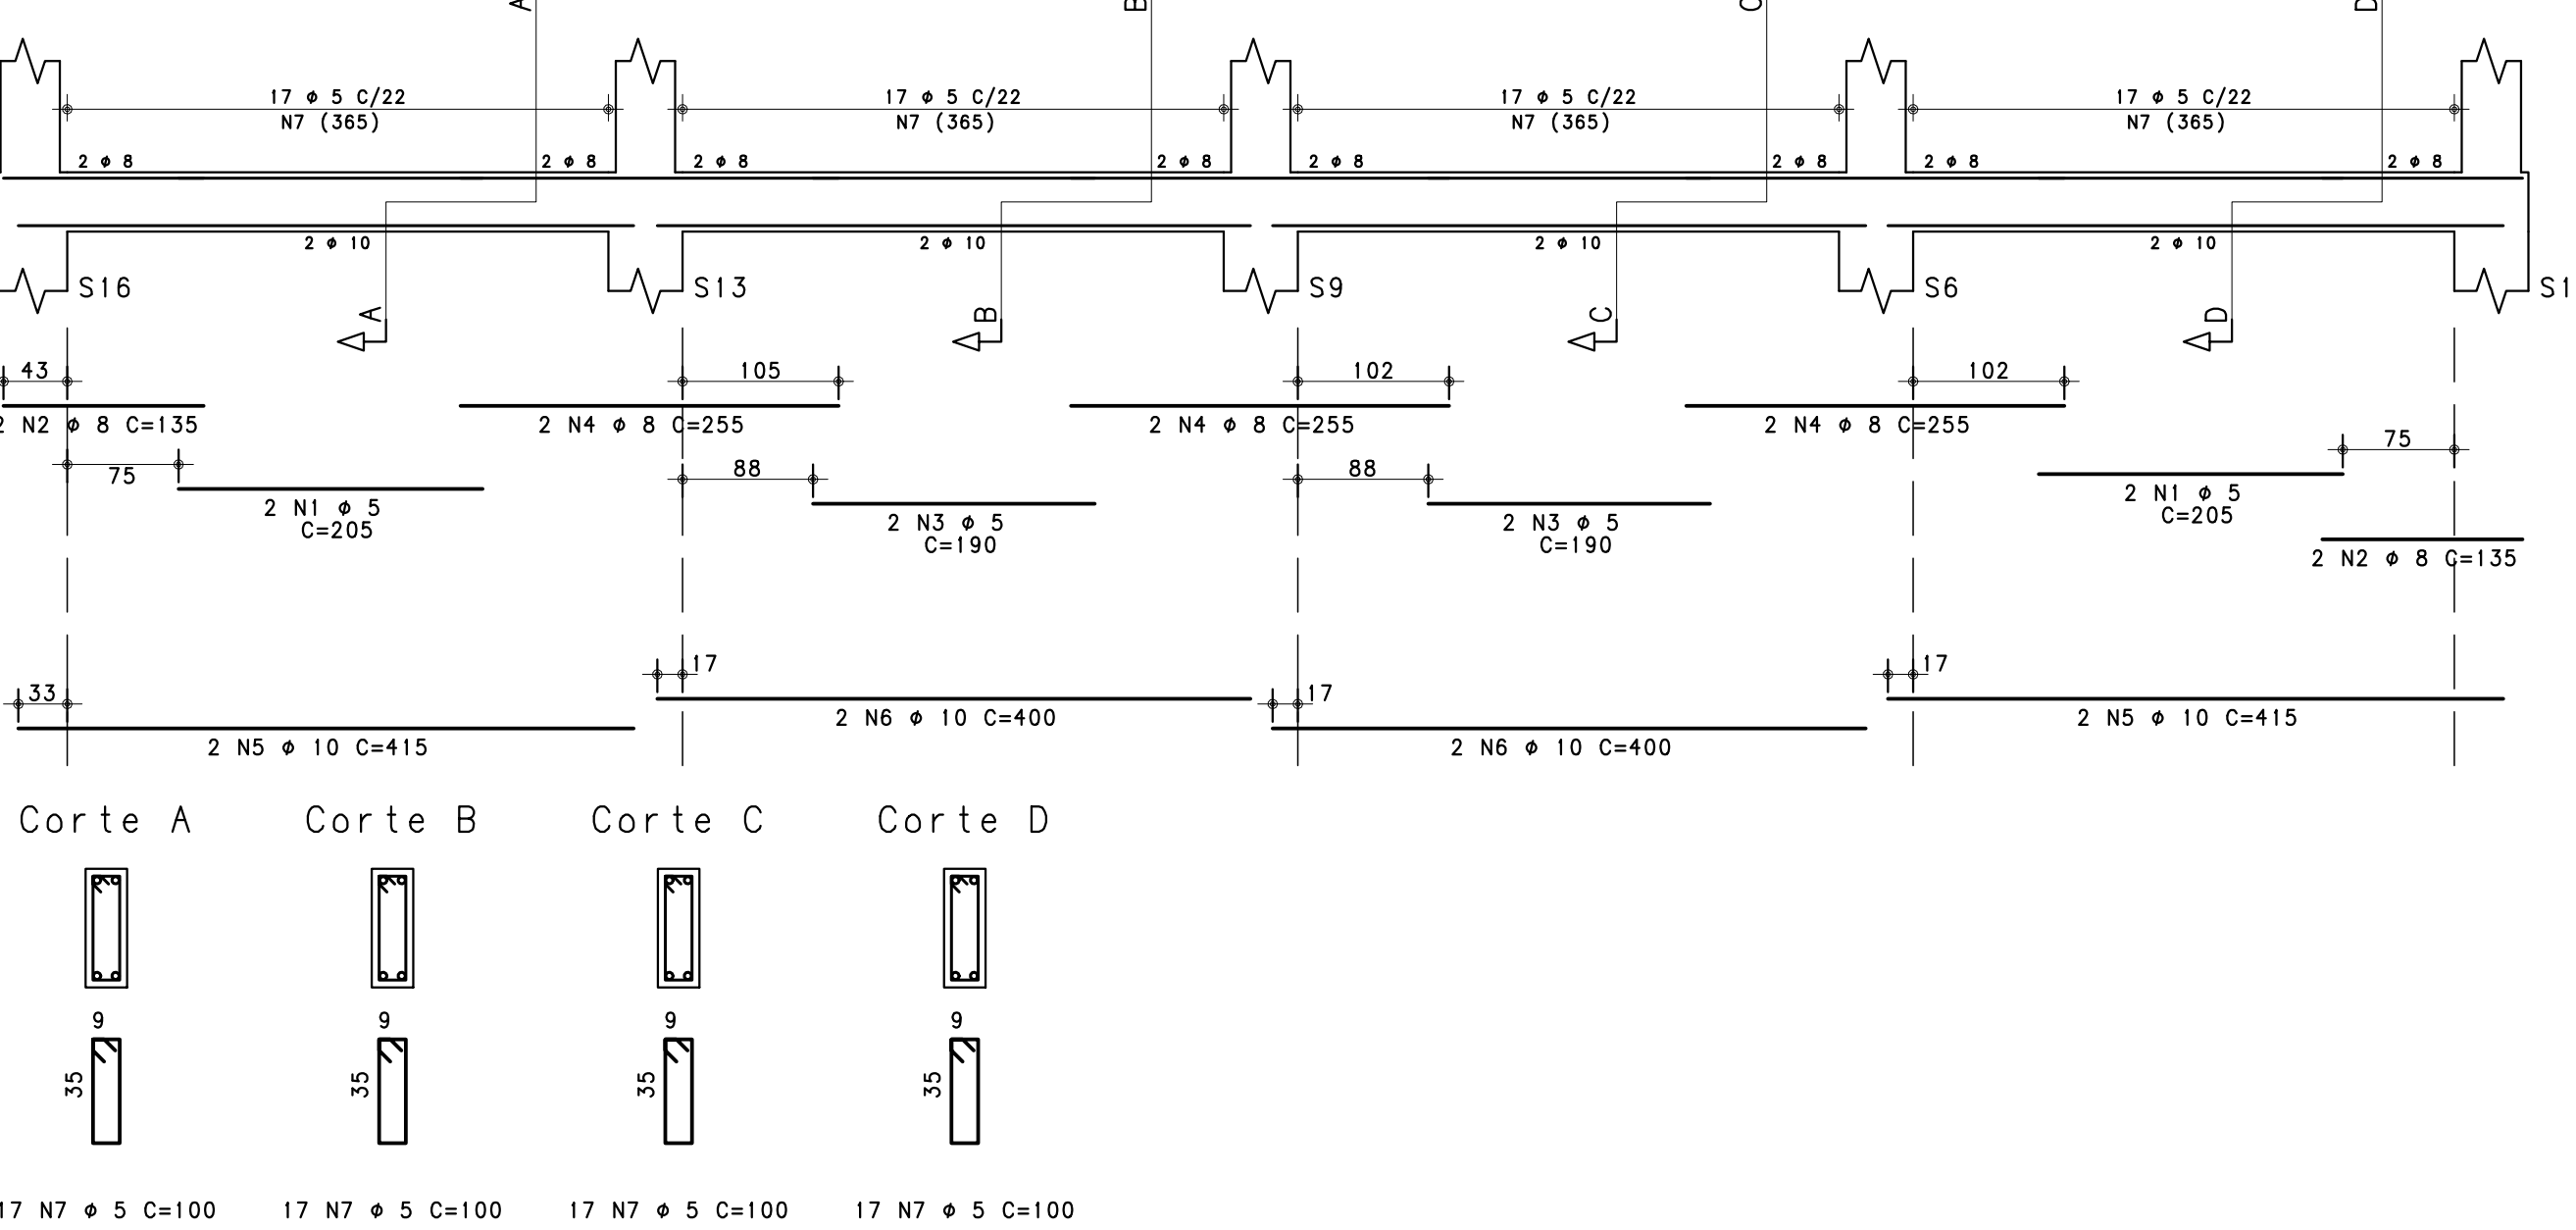 A B C D
17 ø 5 C/22 17 ø 5 C/22 17 ø 5 C/22 17 ø 5 C/22
N7 (365) N7 (365) N7 (365) N7 (365)
2 ø 8 2 ø 8 2 ø 8 2 ø 8 2 ø 8 2 ø 8 2 ø 8 2 ø 8
2 ø 10 2 ø 10 2 ø 10 2 ø 10
S16 S13 S9 S6 S1
A B C D
43 105 102 102
2 N2 ø 8 C=135 2 N4 ø 8 C=255 2 N4 ø 8 C=255 2 N4 ø 8 C=255
75 88 88 75
2 N1 ø 5 2 N3 ø 5 2 N3 ø 5 2 N1 ø 5
C=205 C=190 C=190 C=205
2 N2 ø 8 C=135
33 17 17 17
2 N5 ø 10 C=415 2 N6 ø 10 C=400 2 N6 ø 10 C=400 2 N5 ø 10 C=415
Corte A Corte B Corte C Corte D
9 9 9 9
35 35 35 35
17 N7 ø 5 C=100 17 N7 ø 5 C=100 17 N7 ø 5 C=100 17 N7 ø 5 C=100